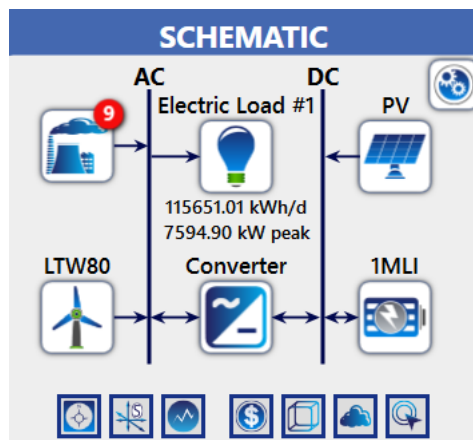 SCHEMATIC
AC DC
Electric Load #1 PV
9
115651.01 kWh/d
7594.90 kW peak
LTW80 Converter 1MLI
S
$